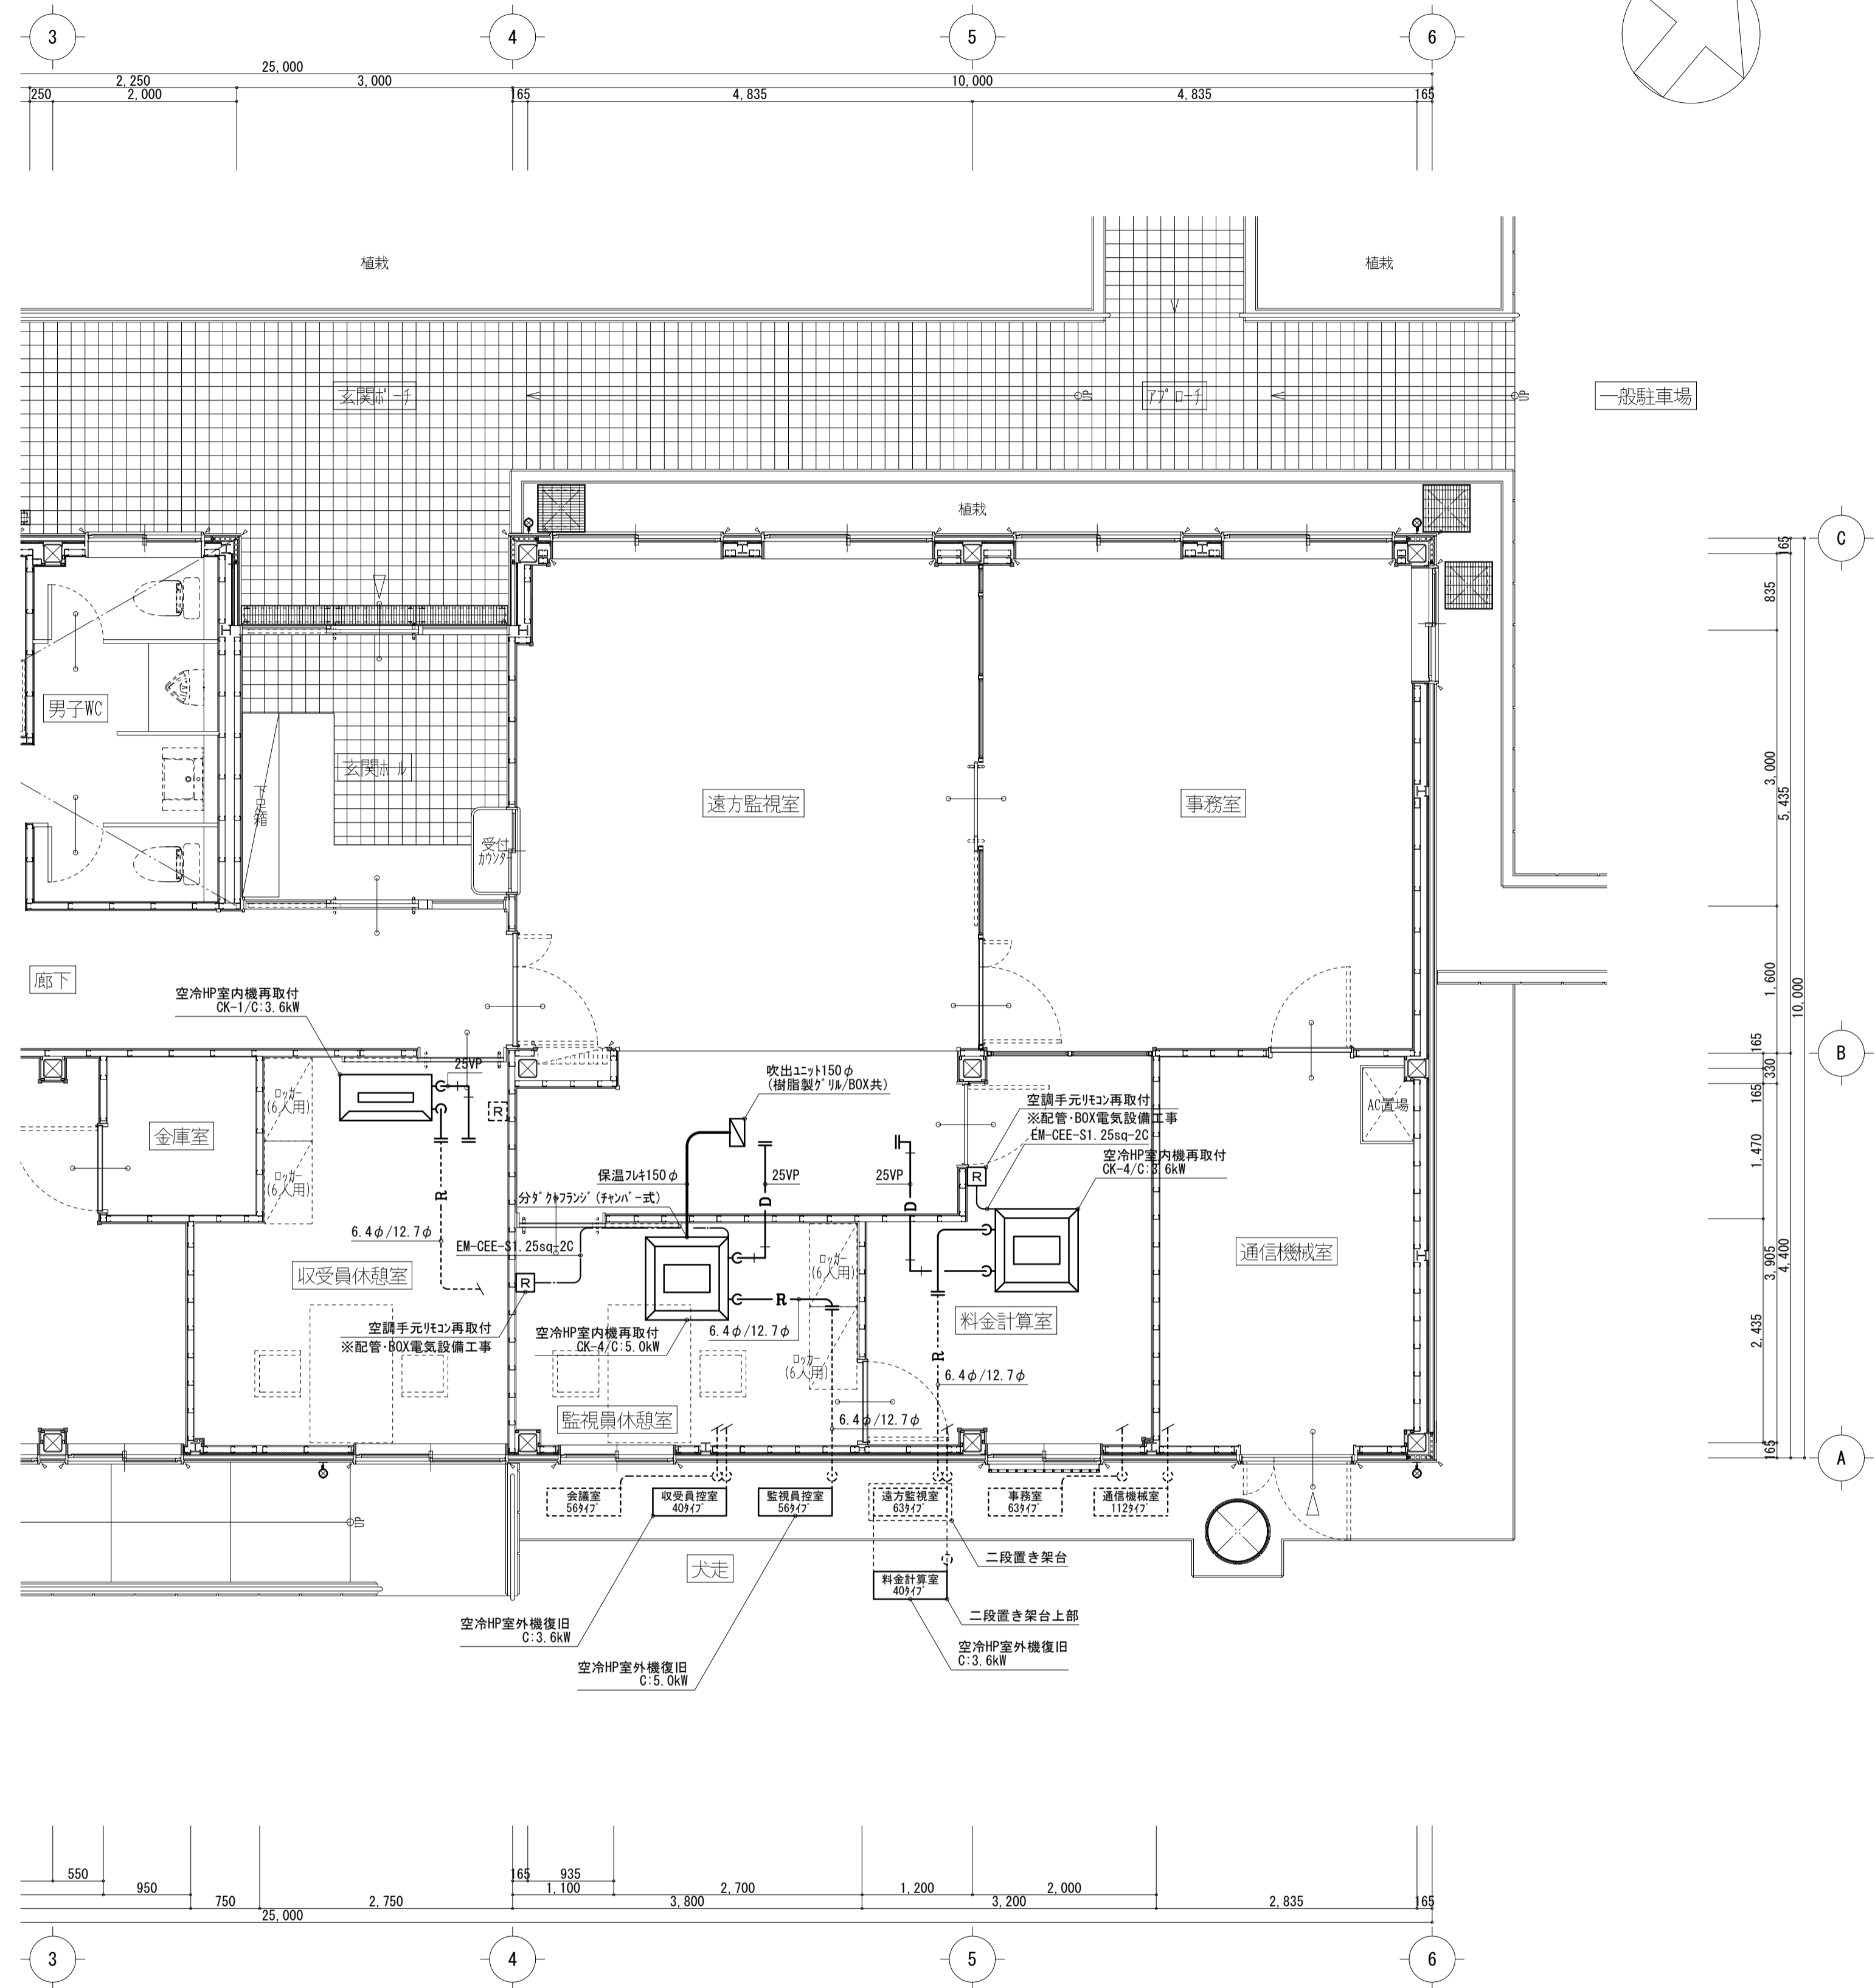 3
4
5
6
25,000
2,250
3,000
10,000
250
2,000
165
4,835
4,835
165
植栽
植栽
玄関ﾎﾟｰﾁ
UP
ｱﾌﾟﾛｰﾁ
UP
一般駐車場
植栽
C
165
835
男子WC
玄関ﾎｰﾙ
下足箱
受付
ｶｳﾝﾀｰ
遠方監視室
事務室
3,000
5,435
廊下
空冷HP室内機再取付
CK-1/C:3.6kW
1,600
10,000
B
165
330
165
25VP
R
ﾛｯｶｰ
(6人用)
金庫室
ﾛｯｶｰ
(6人用)
吹出ﾕﾆｯﾄ150φ
(樹脂製ｸﾞﾘﾙ/BOX共)
空調手元ﾘﾓｺﾝ再取付
※配管･BOX電気設備工事
EM-CEE-S1.25sq-2C
AC置場
空冷HP室内機再取付
CK-4/C:3.6kW
1,470
保温ﾌﾚｷ150φ
25VP
25VP
R
分ﾀﾞｸﾄﾌﾗﾝｼﾞ(ﾁｬﾝﾊﾞｰ式)
R
D
D
6.4φ/12.7φ
EM-CEE-S1.25sq-2C
収受員休憩室
R
ﾛｯｶｰ
(6人用)
通信機械室
3,905
4,400
R
料金計算室
空調手元ﾘﾓｺﾝ再取付
※配管･BOX電気設備工事
空冷HP室内機再取付
CK-4/C:5.0kW
6.4φ/12.7φ
2,435
R
ﾛｯｶｰ
(6人用)
6.4φ/12.7φ
監視員休憩室
6.4φ/12.7φ
165
A
会議室
56ﾀｲﾌﾟ
収受員控室
40ﾀｲﾌﾟ
監視員控室
56ﾀｲﾌﾟ
遠方監視室
63ﾀｲﾌﾟ
事務室
63ﾀｲﾌﾟ
通信機械室
112ﾀｲﾌﾟ
UP
犬走
二段置き架台
料金計算室
40ﾀｲﾌﾟ
二段置き架台上部
空冷HP室外機復旧
C:3.6kW
空冷HP室外機復旧
C:3.6kW
空冷HP室外機復旧
C:5.0kW
550
165
935
950
1,100
2,700
1,200
2,000
750
2,750
3,800
3,200
2,835
165
25,000
3
4
5
6